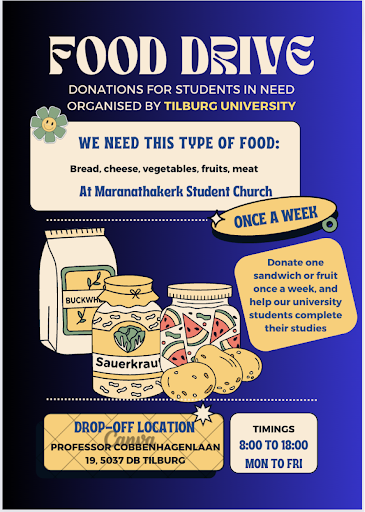 FOOD DRIVE
DONATIONS FOR STUDENTS IN NEED
ORGANISED BY TILBURG UNIVERSITY
WE NEED THIS TYPE OF FOOD:
Bread, cheese, vegetables, fruits, meat
At Maranathakerk Student Church
ONCE A WEEK
Donate one
sandwich or fruit
once a week, and
help our university
students complete
their studies
BUCKWH
Sauerkraut
DROP-OFF LOCATION
Canva
PROFESSOR COBBENHAGENLAAN
19, 5037 DB TILBURG
TIMINGS
8:00 TO 18:00
MON TO FRI